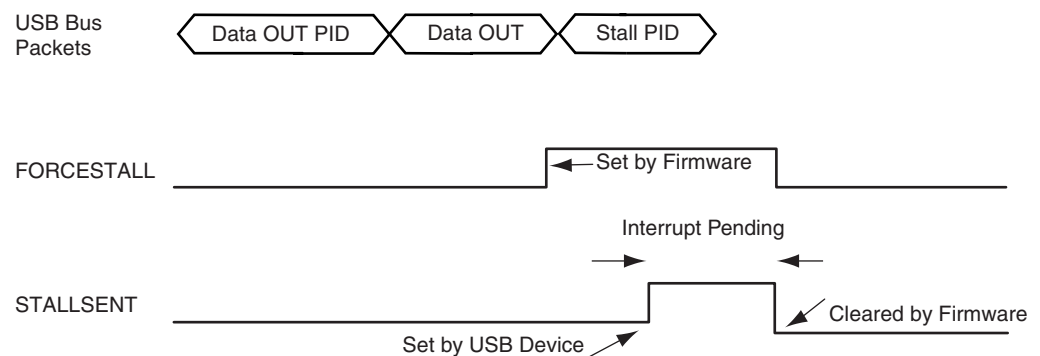 USB Bus
Packets
Data OUT PID
Data OUT
Stall PID
FORCESTALL
Set by Firmware
Interrupt Pending
STALLSENT
Cleared by Firmware
Set by USB Device